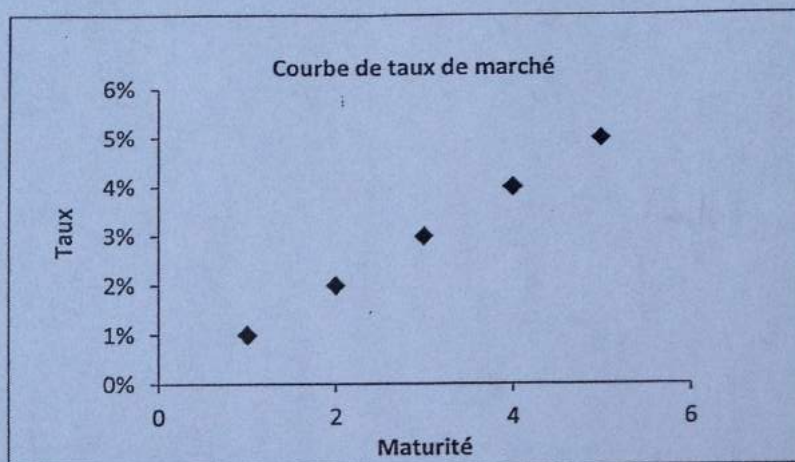 Courbe de taux de marché
6%
5%
4%
3%
2%
1%
0%
Taux
0 2 4 6
Maturité